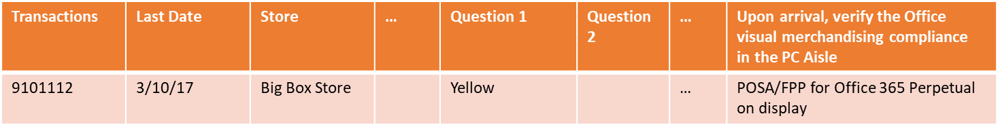 Transactions Last Date Store ... Question 1 Question 2 ... Upon arrival, verify the Office visual merchandising compliance in the PC Aisle
9101112 3/10/17 Big Box Store Yellow ... POSA/FPP for Office 365 Perpetual on display